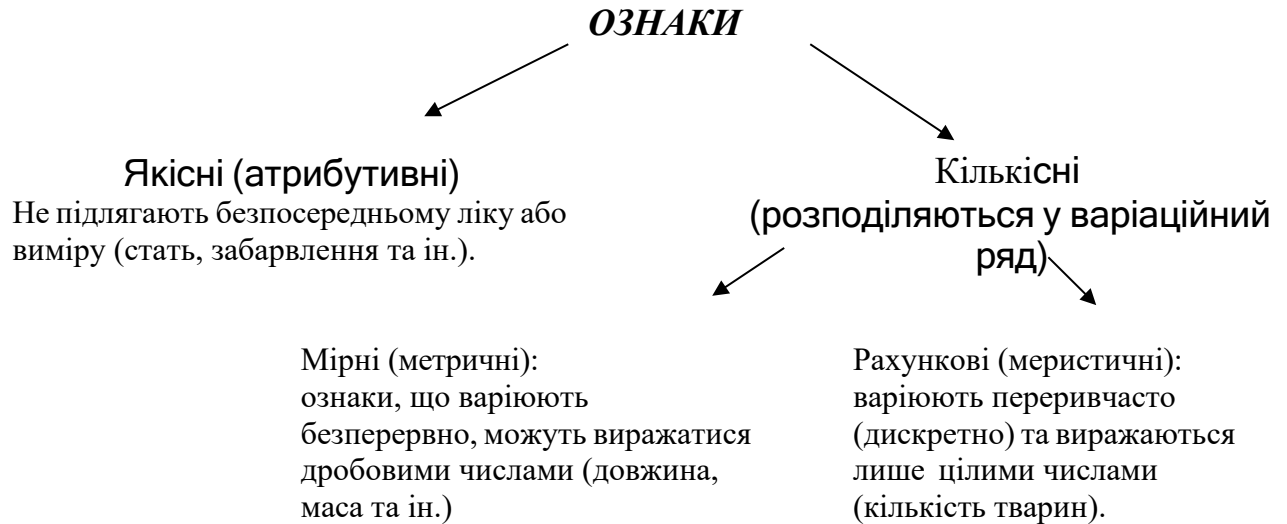 ОЗНАКИ
Якісні (атрибутивні)
Не підлягають безпосередньому ліку або
виміру (стать, забарвлення та ін.).
Кількісні
(розподіляються у варіаційний
ряд)
Мірні (метричні):
ознаки, що варіюють
безперервно, можуть виражатися
дробовими числами (довжина,
маса та ін.)
Рахункові (меристичні):
варіюють переривчасто
(дискретно) та виражаються
лише цілими числами
(кількість тварин).